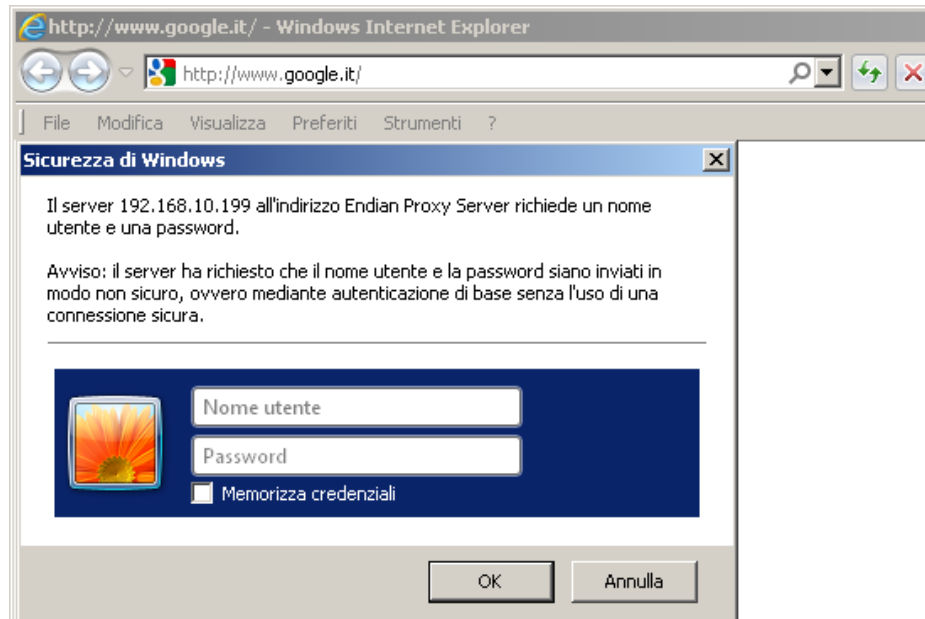 http://www.google.it/ - Windows Internet Explorer
http://www.google.it/
File Modifica Visualizza Preferiti Strumenti ?
Sicurezza di Windows
Il server 192.168.10.199 all'indirizzo Endian Proxy Server richiede un nome
utente e una password.
Avviso: il server ha richiesto che il nome utente e la password siano inviati in
modo non sicuro, ovvero mediante autenticazione di base senza l'uso di una
connessione sicura.
Nome utente
Password
Memorizza credenziali
OK Annulla